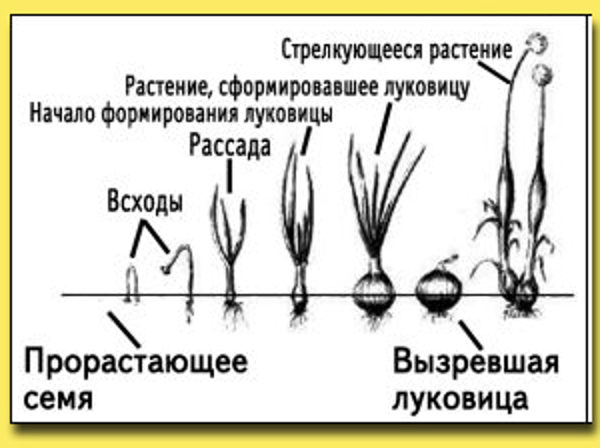 Стрелкующееся растение
Растение, сформировавшее луковицу
Начало формирования луковицы
Рассада
Всходы
Прорастающее
семя
Вызревшая
луковица